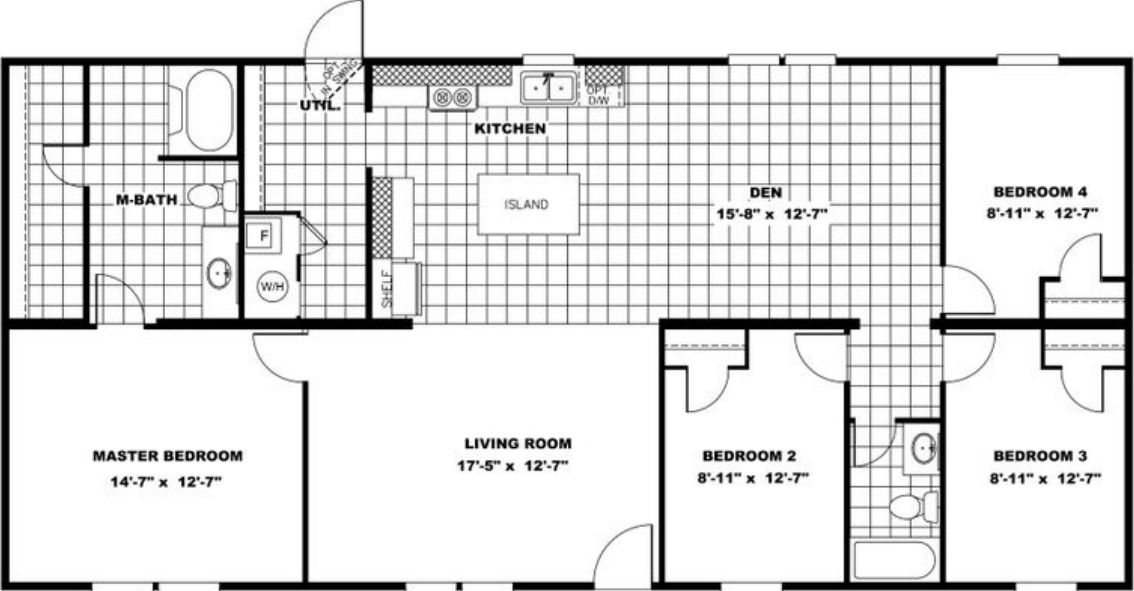 OPT.
IN SWING
UTIL.
OPT.
D/W
KITCHEN
M-BATH
ISLAND
DEN
15'-8" x 12'-7"
BEDROOM 4
8'-11" x 12'-7"
F
W/H
SHELF
MASTER BEDROOM
14'-7" x 12'-7"
LIVING ROOM
17'-5" x 12'-7"
BEDROOM 2
8'-11" x 12'-7"
BEDROOM 3
8'-11" x 12'-7"